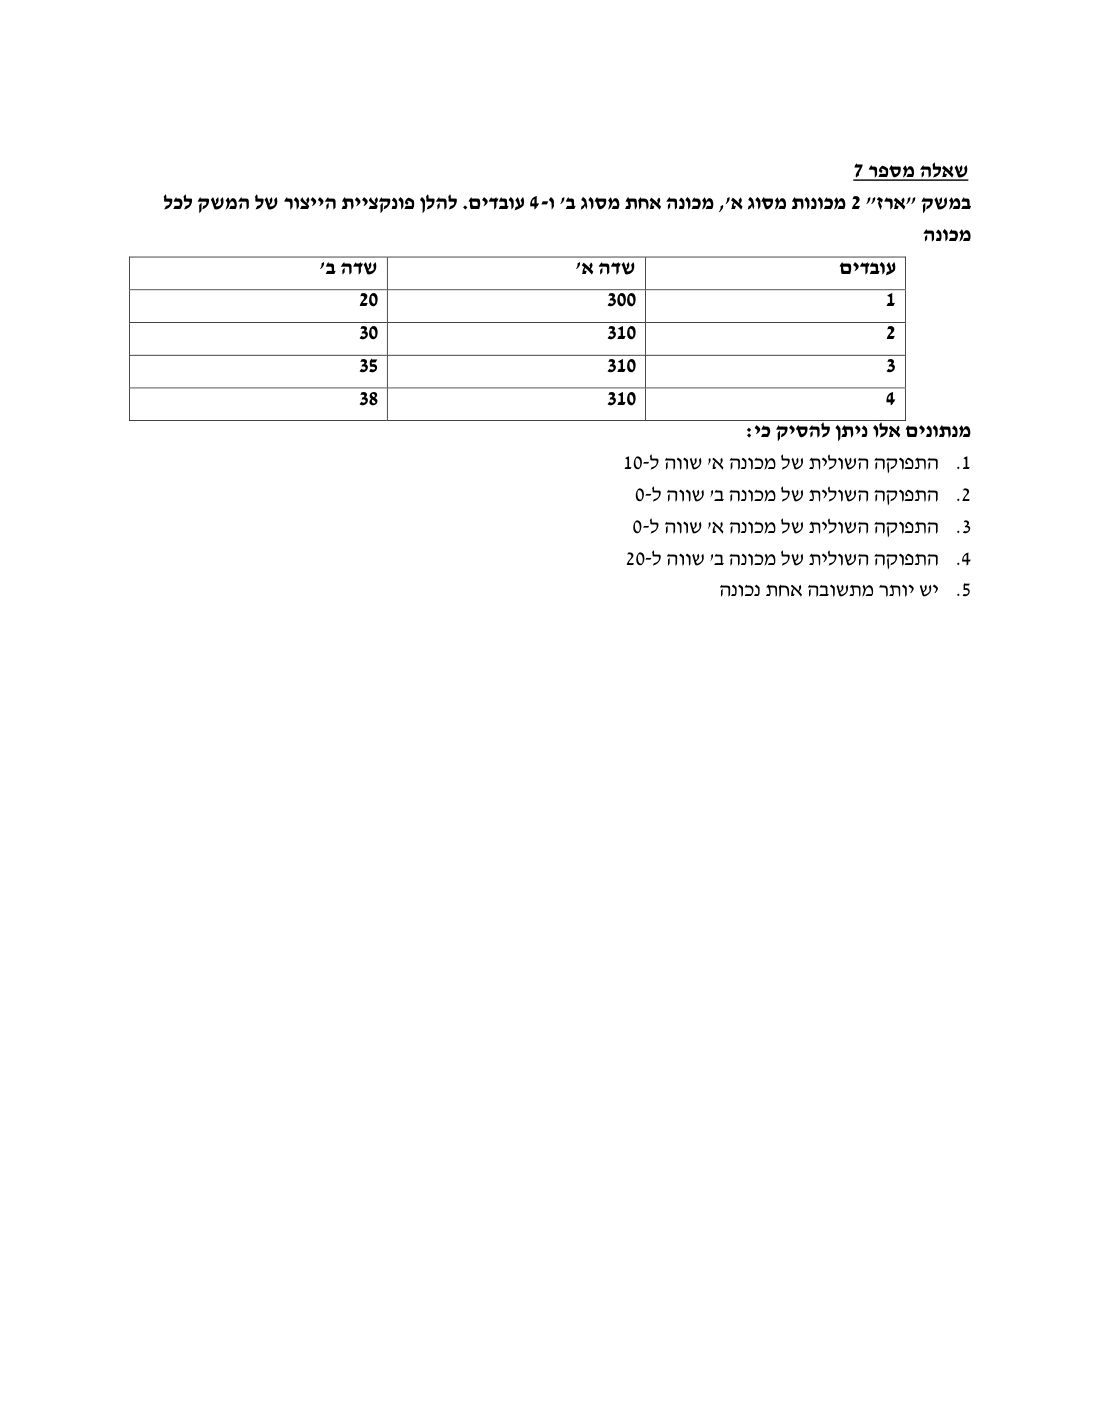 שאלה מספר 7
במשק "ארז" 2 מכונות מסוג א', מכונה אחת מסוג ב' ו-4 עובדים. להלן פונקציית הייצור של המשק לכל
מכונה
עובדים שדה א' שדה ב'
1 300 20
2 310 30
3 310 35
4 310 38
מנתונים אלו ניתן להסיק כי:
1. התפוקה השולית של מכונה א' שווה ל-10
2. התפוקה השולית של מכונה ב' שווה ל-0
3. התפוקה השולית של מכונה א' שווה ל-0
4. התפוקה השולית של מכונה ב' שווה ל-20
5. יש יותר מתשובה אחת נכונה